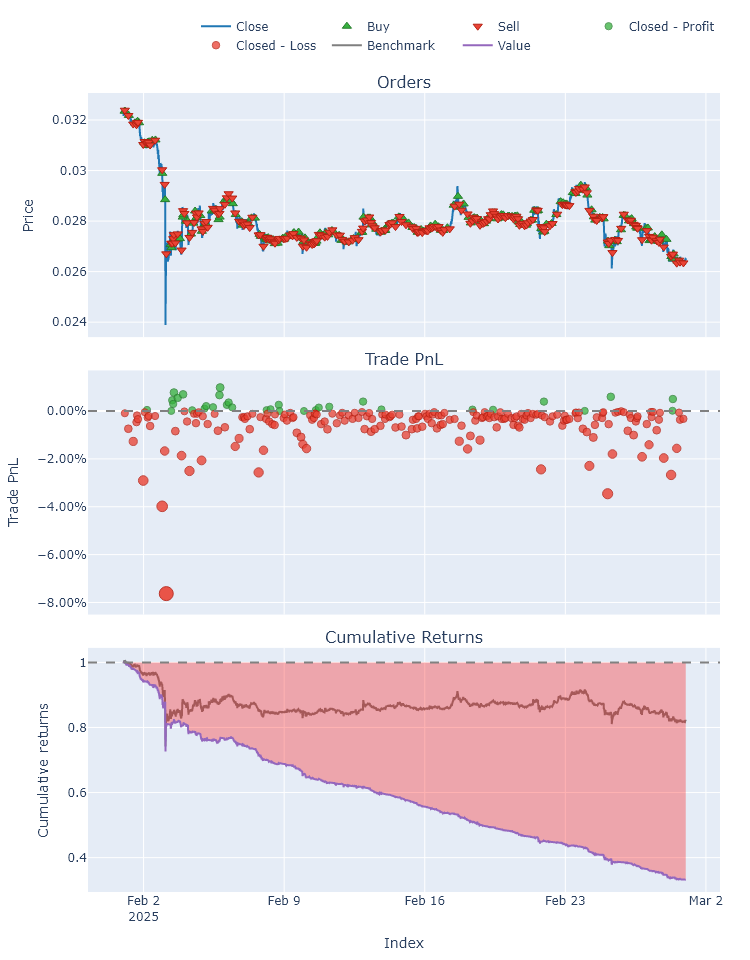 Close Buy Sell Closed - Profit
Closed - Loss Benchmark Value
Orders
0.032
0.03
0.028
0.026
0.024
Price
Trade PnL
0.00%
−2.00%
−4.00%
−6.00%
−8.00%
Trade PnL
Cumulative Returns
1
0.8
0.6
0.4
Cumulative returns
Feb 2 Feb 9 Feb 16 Feb 23 Mar 2
2025
Index